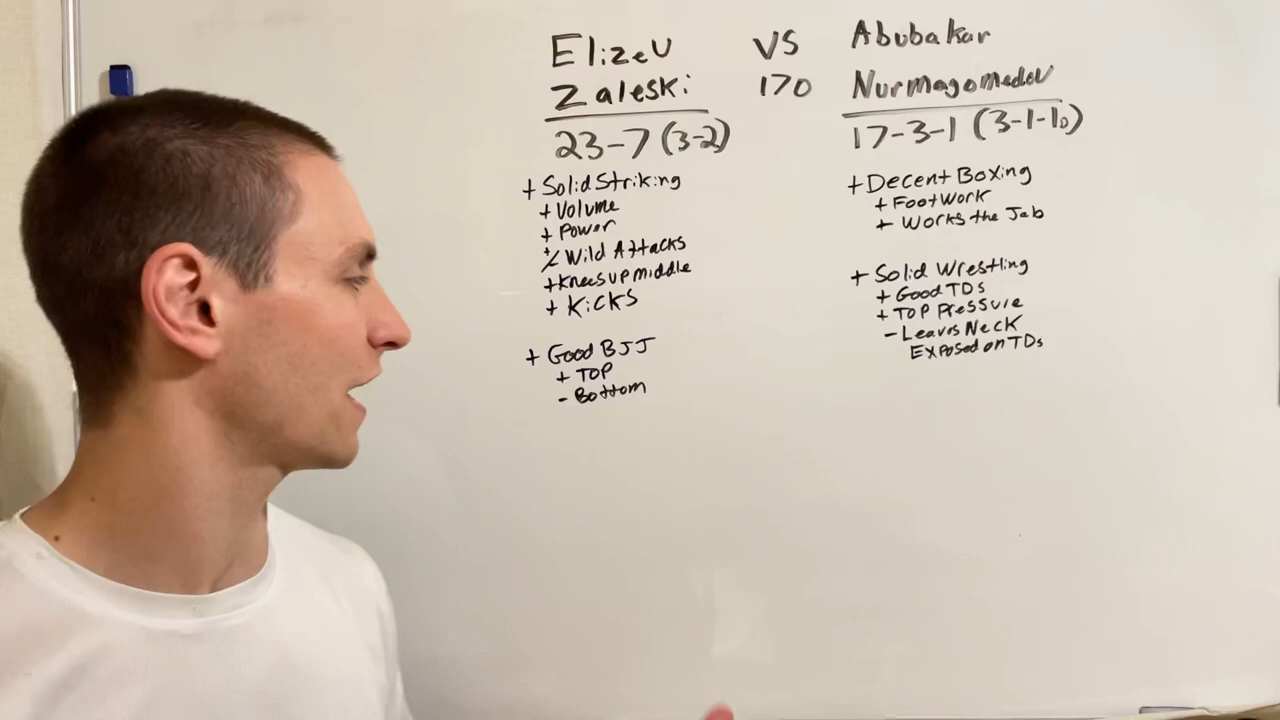 Elizeu VS Abubakar
Zaleski 170 Nurmagomedov
23-7 (3-2)
+ Solid Striking
+ Volume
+ Power
+/- Wild Attacks
+ Knees up middle
+ Kicks
+ Good BJJ
+ TOP
- Bottom
17-3-1 (3-1-1D)
+ Decent Boxing
+ FootWork
+ Works the Jab
+ Solid Wrestling
+ Good TDs
+ TOP Pressure
- Leaves Neck
Exposed on TDs